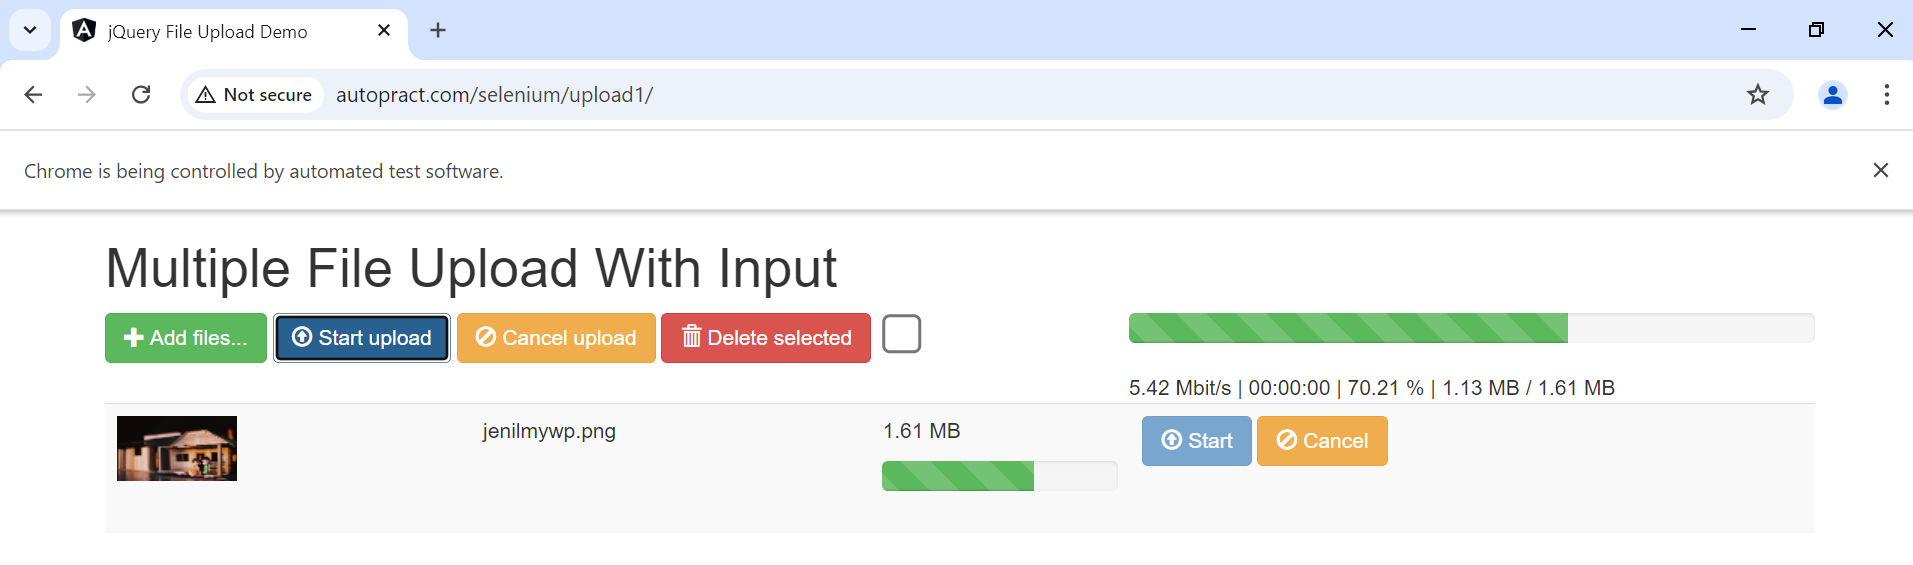 jQuery File Upload Demo
Not secure autopract.com/selenium/upload1/
Chrome is being controlled by automated test software.
Multiple File Upload With Input
Add files... Start upload Cancel upload Delete selected
5.42 Mbit/s | 00:00:00 | 70.21 % | 1.13 MB / 1.61 MB
jenilmywp.png 1.61 MB Start Cancel